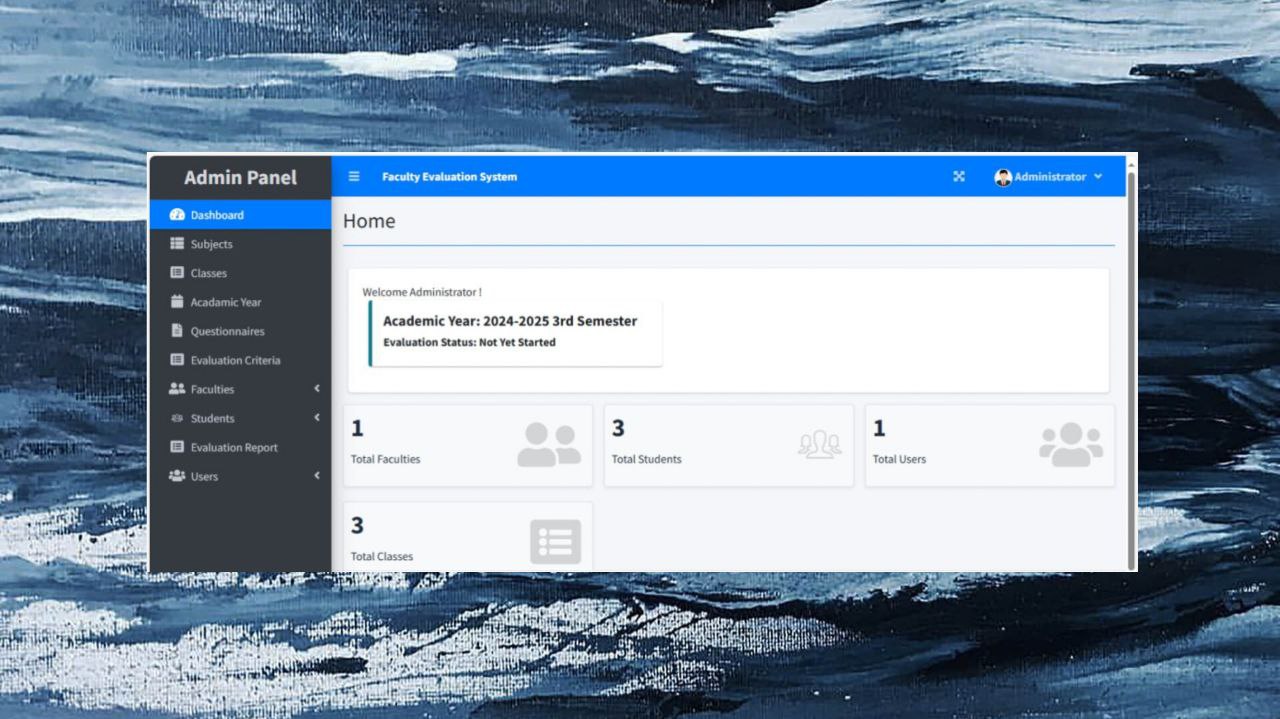 Admin Panel
Faculty Evaluation System
Administrator
Dashboard
Subjects
Classes
Acadamic Year
Questionnaires
Evaluation Criteria
Faculties
Students
Evaluation Report
Users
Home
Welcome Administrator !
Academic Year: 2024-2025 3rd Semester
Evaluation Status: Not Yet Started
1
Total Faculties
3
Total Students
1
Total Users
3
Total Classes